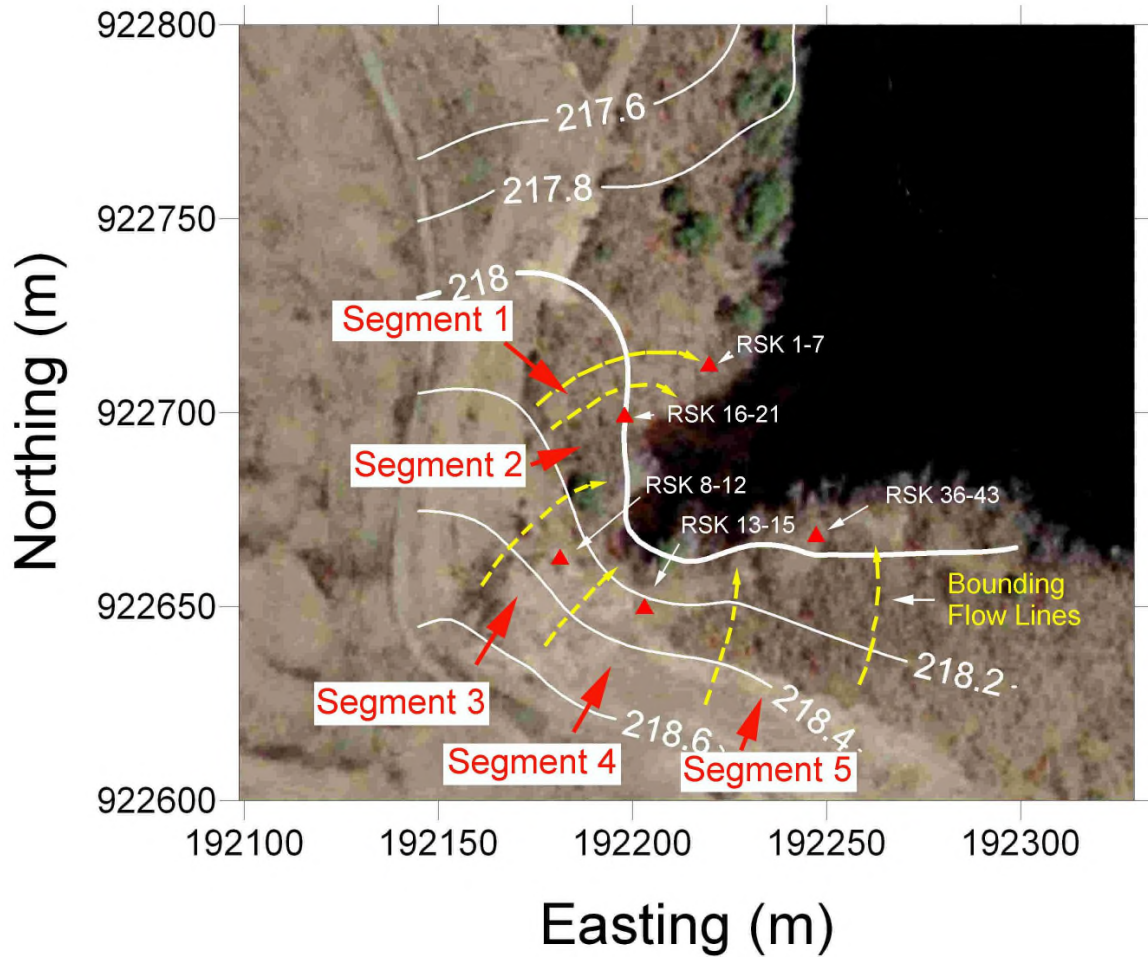 922800
217.6
217.8
922750
218
Segment 1
RSK 1-7
922700
RSK 16-21
Segment 2
RSK 8-12
RSK 36-43
RSK 13-15
922650
Bounding
Flow Lines
218.2
Segment 3
218.4
218.6
Segment 4
Segment 5
922600
192100
192150
192200
192250
192300
Northing (m)
Easting (m)